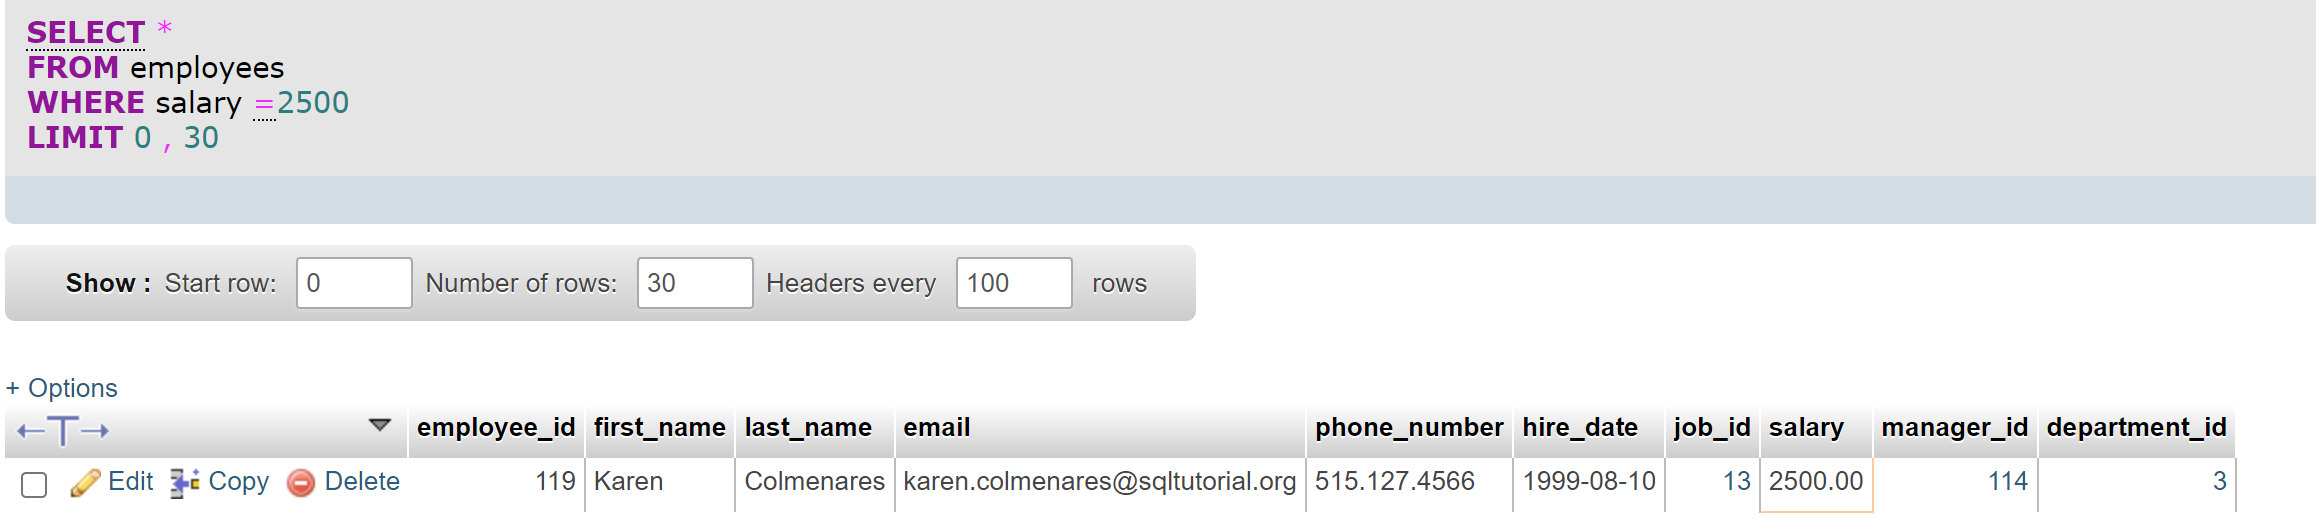 SELECT *
FROM employees
WHERE salary =2500
LIMIT 0 , 30
Show : Start row: 0 Number of rows: 30 Headers every 100 rows
+ Options
employee_id first_name last_name email phone_number hire_date job_id salary manager_id department_id
Edit Copy Delete 119 Karen Colmenares karen.colmenares@sqltutorial.org 515.127.4566 1999-08-10 13 2500.00 114 3